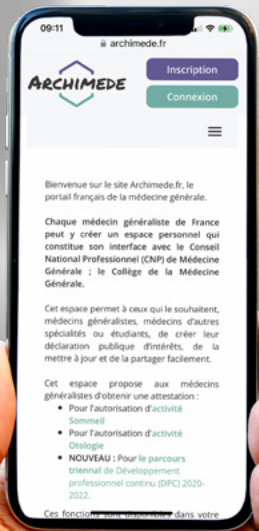 09:11
archimede.fr
ARCHIMEDE
Inscription
Connexion
Bienvenue sur le site Archimede.fr, le
portail français de la médecine générale.
Chaque médecin généraliste de France
peut y créer un espace personnel qui
constitue son interface avec le Conseil
National Professionnel (CNP) de Médecine
Générale ; le Collège de la Médecine
Générale.
Cet espace permet à ceux qui le souhaitent,
médecins généralistes, médecins d'autres
spécialités ou étudiants, de créer leur
déclaration publique d'intérêts, de la
mettre à jour et de la partager facilement.
Cet espace propose aux médecins
généralistes d'obtenir une attestation :
• Pour l'autorisation d'activité
Sommeil
• Pour l'autorisation d'activité
Otologie
• NOUVEAU : Pour le parcours
triennal de Développement
professionnel continu (DPC) 2020-
2022.
Ces fonctions sont disponibles dans votre